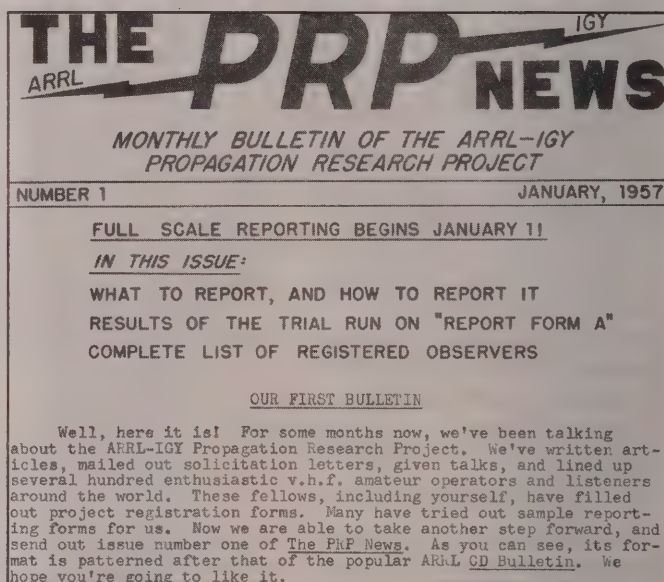 THE PRP NEWS
ARRL
IGY
MONTHLY BULLETIN OF THE ARRL-IGY
PROPAGATION RESEARCH PROJECT
NUMBER 1 JANUARY, 1957
FULL SCALE REPORTING BEGINS JANUARY 1!
IN THIS ISSUE:
WHAT TO REPORT, AND HOW TO REPORT IT
RESULTS OF THE TRIAL RUN ON "REPORT FORM A"
COMPLETE LIST OF REGISTERED OBSERVERS
OUR FIRST BULLETIN
Well, here it is! For some months now, we've been talking
about the ARRL-IGY Propagation Research Project. We've written art-
icles, mailed out solicitation letters, given talks, and lined up
several hundred enthusiastic v.h.f. amateur operators and listeners
around the world. These fellows, including yourself, have filled
out project registration forms. Many have tried out sample report-
ing forms for us. Now we are able to take another step forward, and
send out issue number one of The PRP News. As you can see, its for-
mat is patterned after that of the popular ARRL CD Bulletin. We
hope you're going to like it.